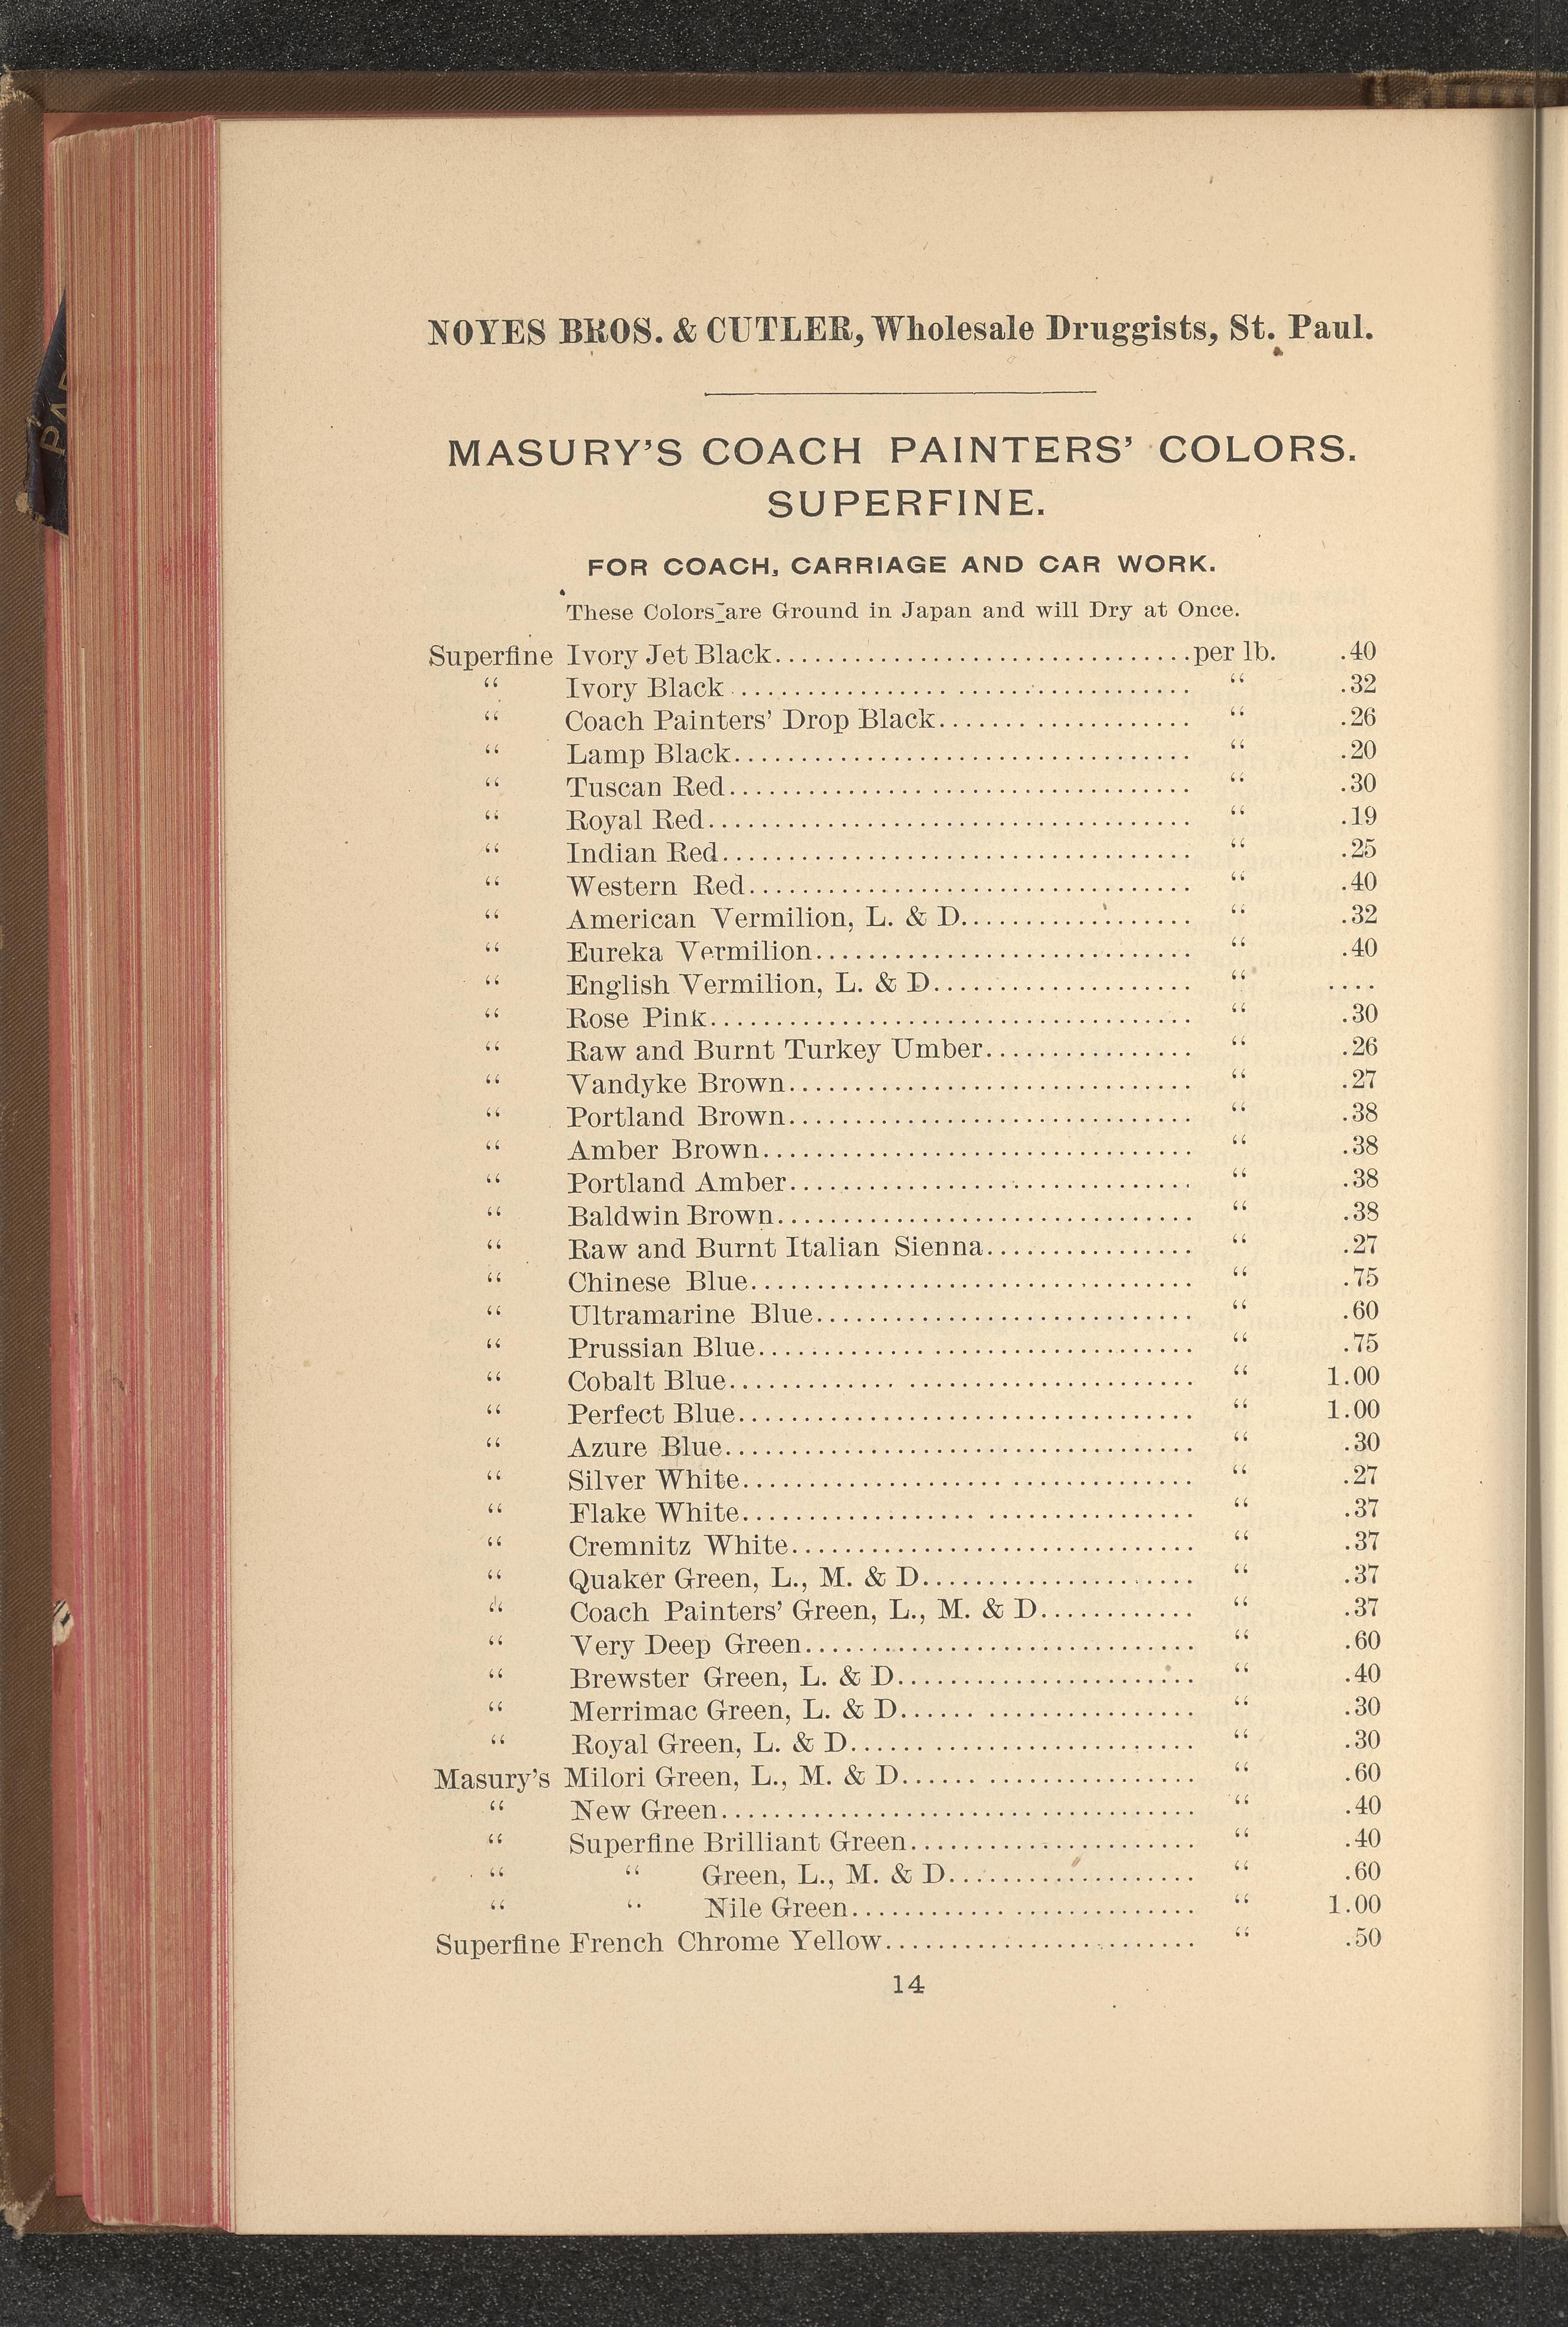 NOYES BROS. & CUTLER, Wholesale Druggists, St. Paul.
MASURY'S COACH PAINTERS' COLORS.
SUPERFINE.
FOR COACH, CARRIAGE AND CAR WORK.
These Colors are Ground in Japan and will Dry at Once.
Superfine Ivory Jet Black................................per lb. .40
“ Ivory Black................................... “ .32
“ Coach Painters' Drop Black................... “ .26
“ Lamp Black................................... “ .20
“ Tuscan Red................................... “ .30
“ Royal Red.................................... “ .19
“ Indian Red................................... “ .25
“ Western Red.................................. “ .40
“ American Vermilion, L. & D.................. “ .32
“ Eureka Vermilion............................. “ .40
“ English Vermilion, L. & D.................... “ ....
“ Rose Pink.................................... “ .30
“ Raw and Burnt Turkey Umber................ “ .26
“ Vandyke Brown............................... “ .27
“ Portland Brown............................... “ .38
“ Amber Brown................................. “ .38
“ Portland Amber............................... “ .38
“ Baldwin Brown................................ “ .38
“ Raw and Burnt Italian Sienna................ “ .27
“ Chinese Blue.................................. “ .75
“ Ultramarine Blue............................. “ .60
“ Prussian Blue................................. “ .75
“ Cobalt Blue................................... “ 1.00
“ Perfect Blue................................... “ 1.00
“ Azure Blue.................................... “ .30
“ Silver White................................... “ .27
“ Flake White................................... “ .37
“ Cremnitz White............................... “ .37
“ Quaker Green, L., M. & D..................... “ .37
“ Coach Painters' Green, L., M. & D............ “ .37
“ Very Deep Green.............................. “ .60
“ Brewster Green, L. & D....................... “ .40
“ Merrimac Green, L. & D...................... “ .30
“ Royal Green, L. & D.......................... “ .30
Masury's Milori Green, L., M. & D...................... “ .60
“ New Green.................................... “ .40
“ Superfine Brilliant Green...................... “ .40
“ “ Green, L., M. & D................... “ .60
“ “ Nile Green.......................... “ 1.00
Superfine French Chrome Yellow........................ “ .50
14